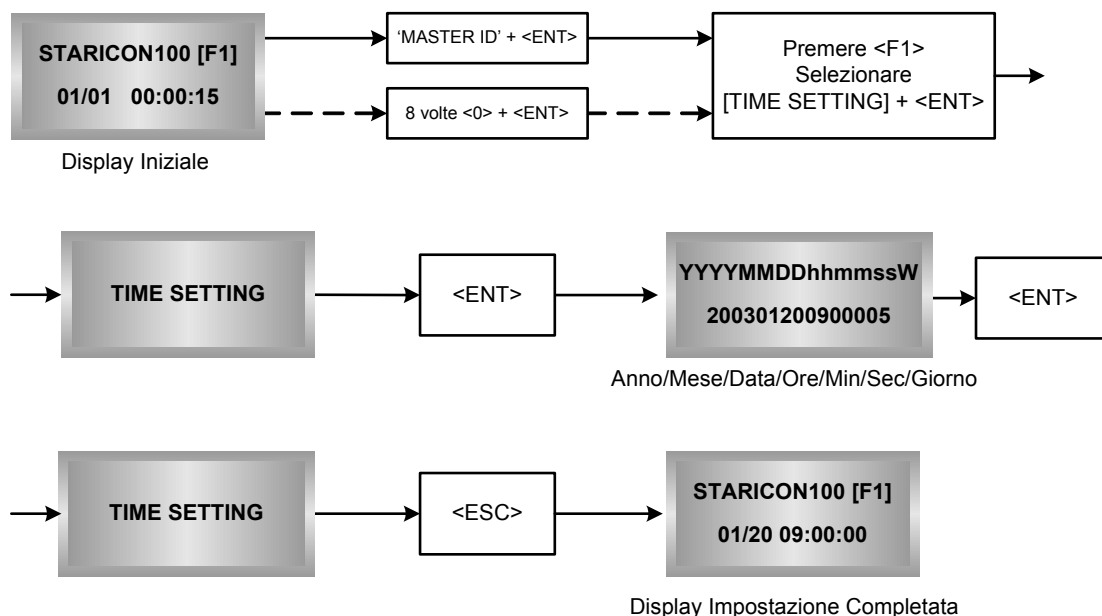 STARICON100 [F1]
01/01 00:00:15
Display Iniziale
‘MASTER ID’ + <ENT>
8 volte <0> + <ENT>
Premere <F1>
Selezionare
[TIME SETTING] + <ENT>
TIME SETTING
<ENT>
YYYYMMDDhhmmssW
200301200900005
Anno/Mese/Data/Ore/Min/Sec/Giorno
<ENT>
TIME SETTING
<ESC>
STARICON100 [F1]
01/20 09:00:00
Display Impostazione Completata